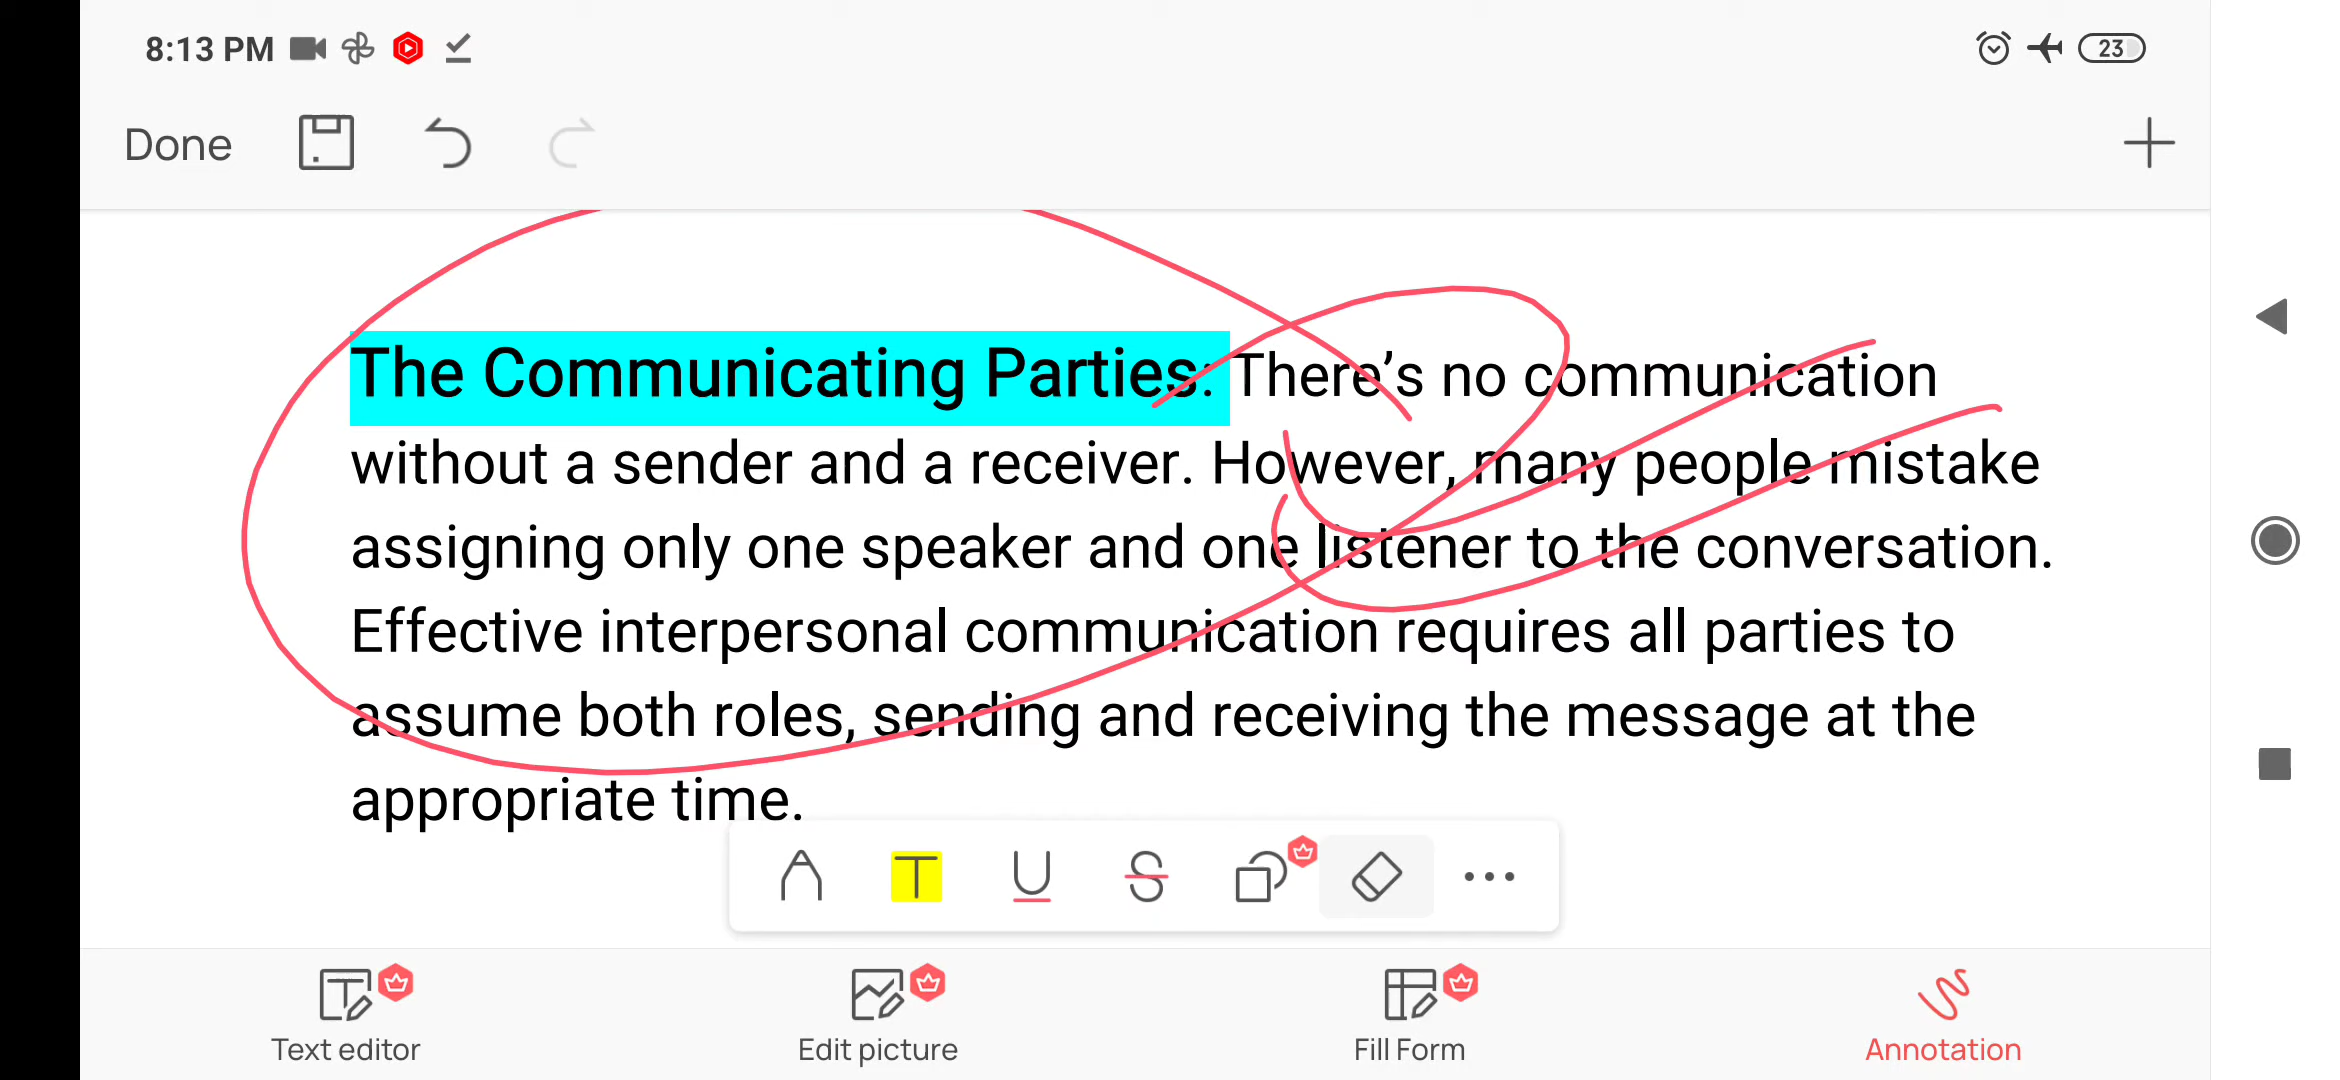 8:13 PM
23
Done
The Communicating Parties: There’s no communication
without a sender and a receiver. However, many people mistake
assigning only one speaker and one listener to the conversation.
Effective interpersonal communication requires all parties to
assume both roles, sending and receiving the message at the
appropriate time.
T U S
Text editor Edit picture Fill Form Annotation